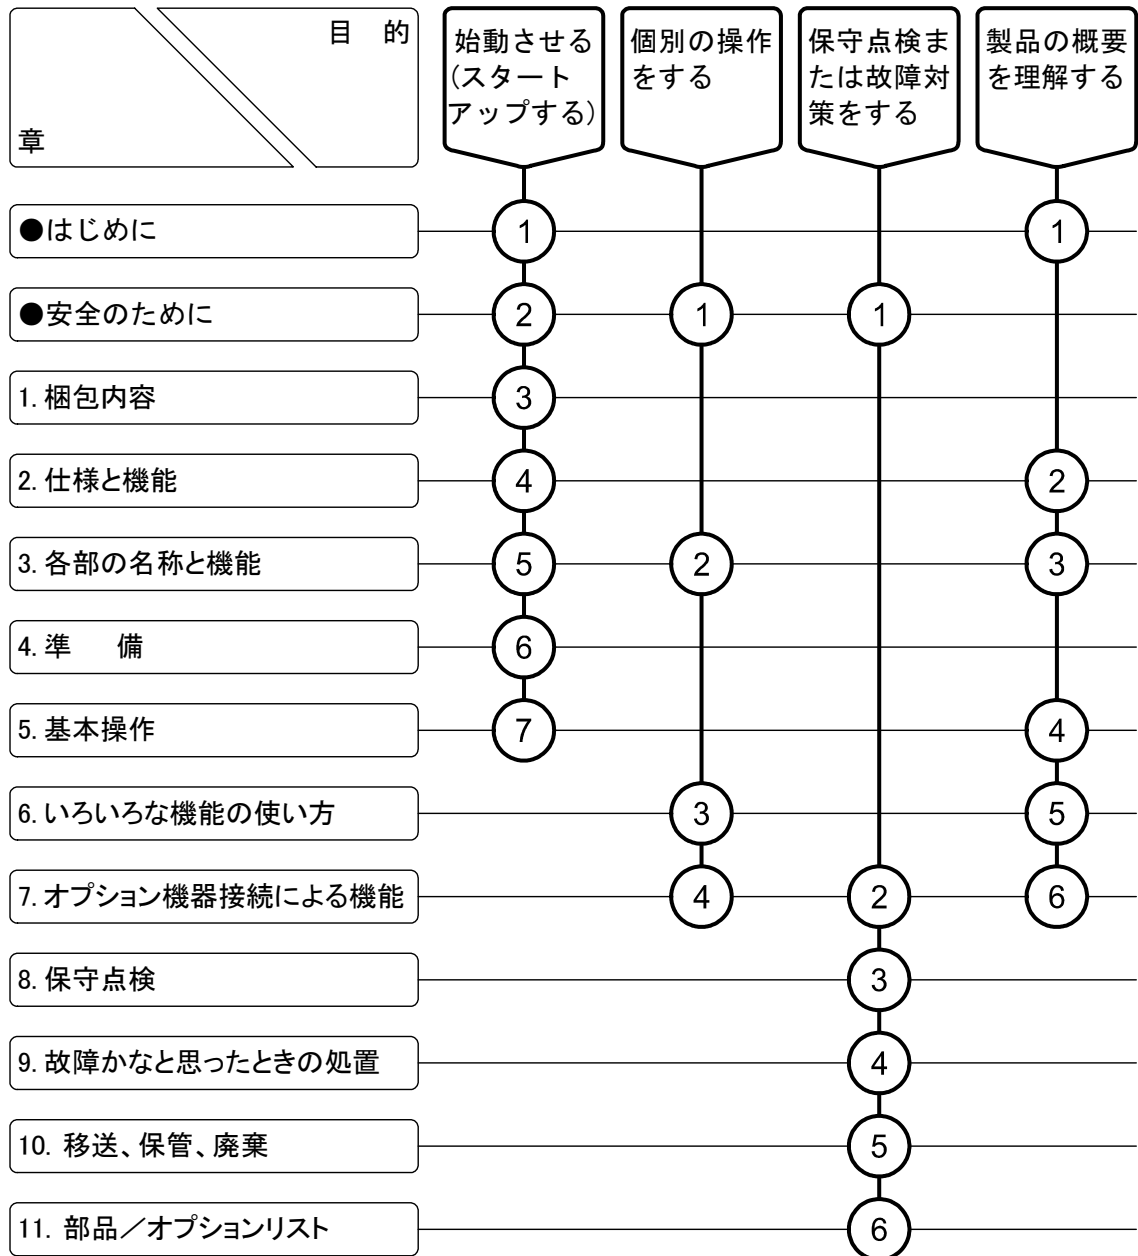 目 的
章
始動させる
(スタート
アップする)
個別の操作
をする
保守点検ま
たは故障対
策をする
製品の概要
を理解する
●はじめに 1 1
●安全のために 2 1 1
1. 梱包内容 3
2. 仕様と機能 4 2
3. 各部の名称と機能 5 2 3
4. 準 備 6
5. 基本操作 7 4
6. いろいろな機能の使い方 3 5
7. オプション機器接続による機能 4 2 6
8. 保守点検 3
9. 故障かなと思ったときの処置 4
10. 移送、保管、廃棄 5
11. 部品／オプションリスト 6